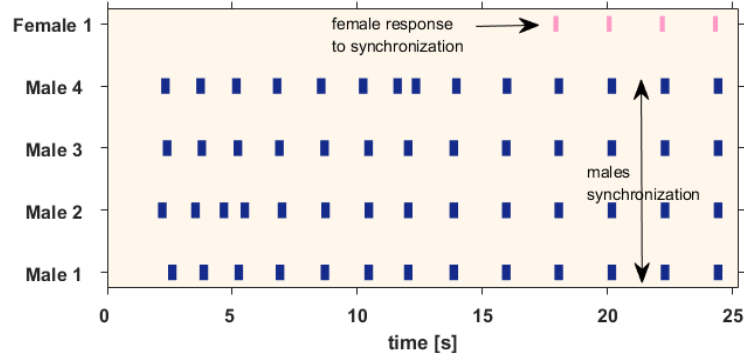 Female 1
female response
to synchronization
Male 4
Male 3
males
synchronization
Male 2
Male 1
0 5 10 15 20 25
time [s]